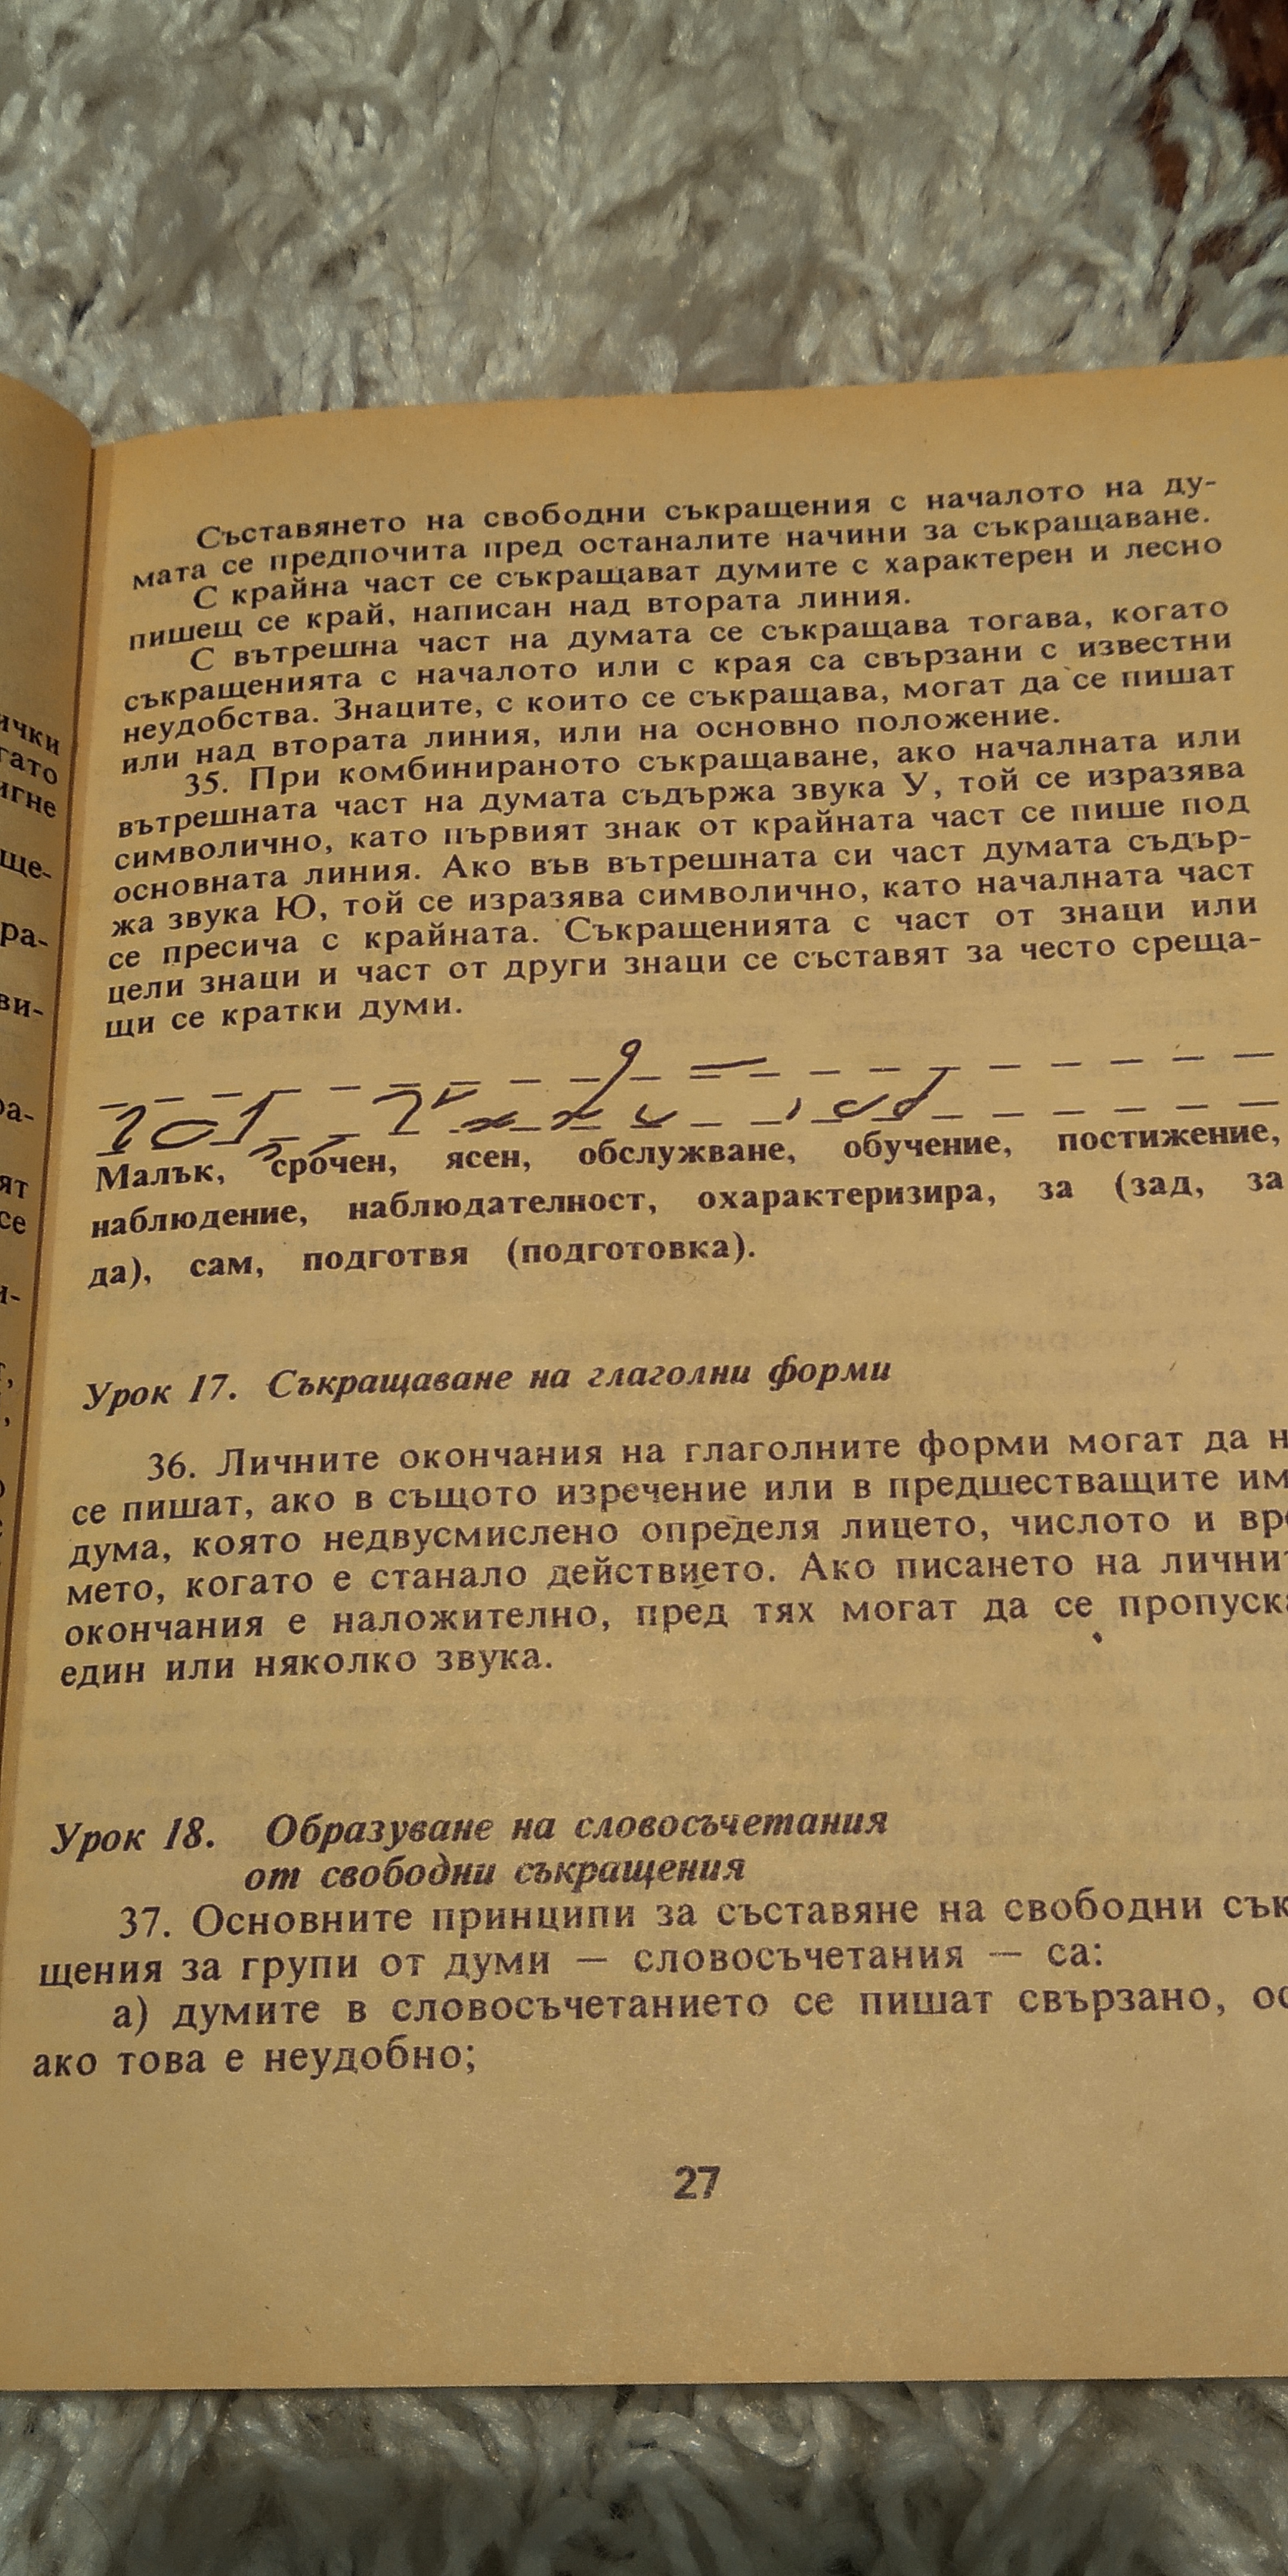 Съставянето на свободни съкращения с началото на ду-
мата се предпочита пред останалите начини за съкращаване.
С крайна част се съкращават думите с характерен и лесно
пишещ се край, написан над втората линия.
С вътрешна част на думата се съкращава тогава, когато
съкращенията с началото или с края са свързани с известни
неудобства. Знаците, с които се съкращава, могат да се пишат
или над втората линия, или на основно положение.
35. При комбинираното съкращаване, ако началната или
вътрешната част на думата съдържа звука У, той се изразява
символично, като първият знак от крайната част се пише под
основната линия. Ако във вътрешната си част думата съдър-
жа звука Ю, той се изразява символично, като началната част
се пресича с крайната. Съкращенията с част от знаци или
цели знаци и част от други знаци се съставят за често среща-
щи се кратки думи.
Малък, срочен, ясен, обслужване, обучение, постижение,
наблюдение, наблюдателност, охарактеризира, за (зад, за
да), сам, подготвя (подготовка).
Урок 17. Съкращаване на глаголни форми
36. Личните окончания на глаголните форми могат да
се пишат, ако в същото изречение или в предшестващите им
дума, която недвусмислено определя лицето, числото и вре
мето, когато е станало действието. Ако писането на лични
окончания е наложително, пред тях могат да се пропуск
един или няколко звука.
Урок 18. Образуване на словосъчетания
от свободни съкращения
37. Основните принципи за съставяне на свободни сък
щения за групи от думи — словосъчетания — са:
а) думите в словосъчетанието се пишат свързано, ос
ако това е неудобно;
27